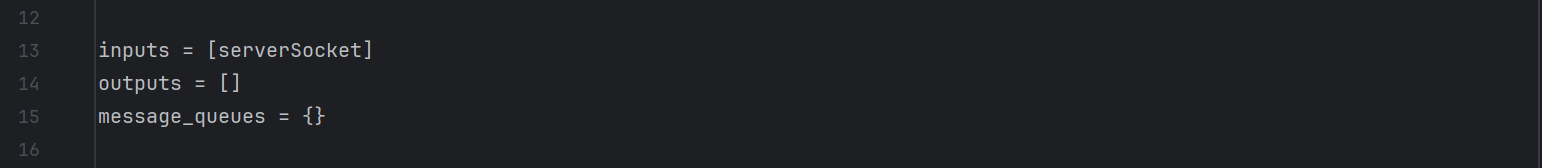 12
13 inputs = [serverSocket]
14 outputs = []
15 message_queues = {}
16